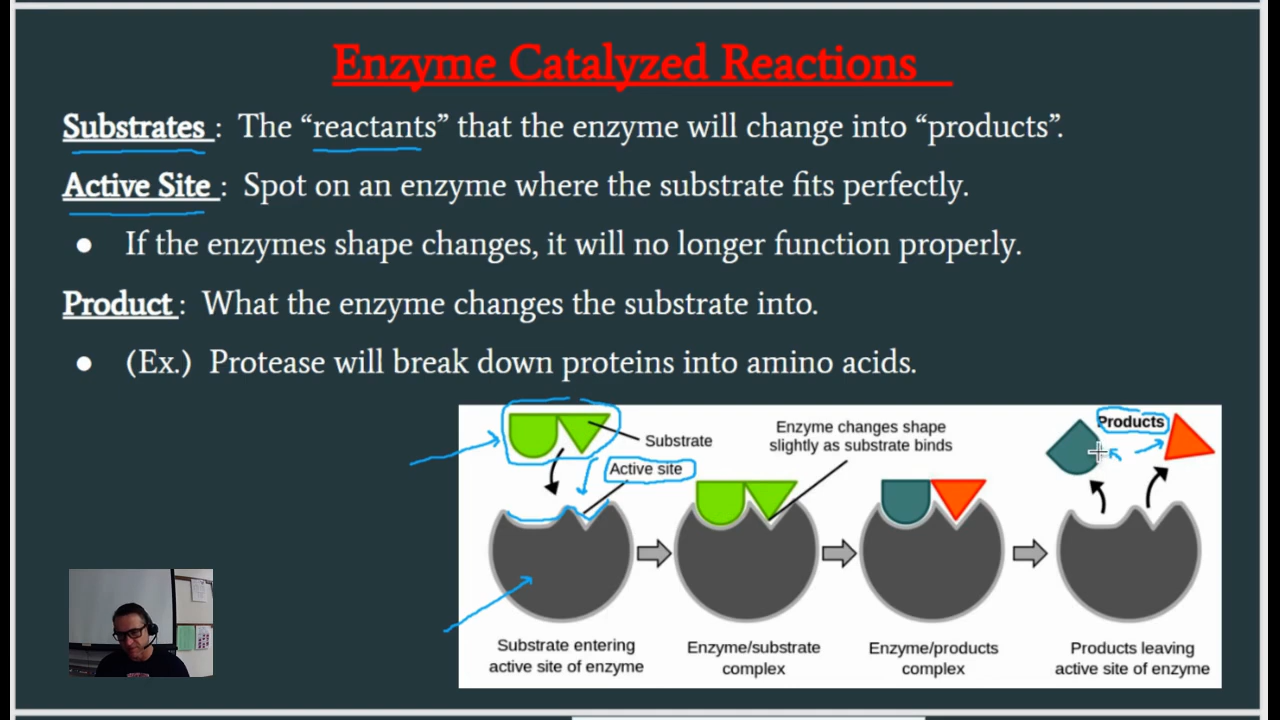 Enzyme Catalyzed Reactions
Substrates : The “reactants” that the enzyme will change into “products”.
Active Site : Spot on an enzyme where the substrate fits perfectly.
● If the enzymes shape changes, it will no longer function properly.
Product : What the enzyme changes the substrate into.
● (Ex.) Protease will break down proteins into amino acids.
Substrate
Active site
Enzyme changes shape
slightly as substrate binds
Products
Substrate entering
active site of enzyme
Enzyme/substrate
complex
Enzyme/products
complex
Products leaving
active site of enzyme